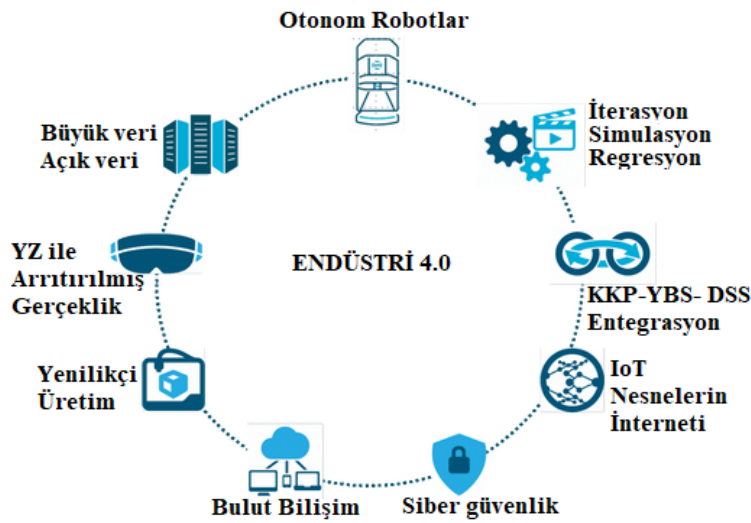 Otonom Robotlar
İterasyon
Simulasyon
Regresyon
KKP-YBS- DSS
Entegrasyon
IoT
Nesnelerin
İnterneti
Siber güvenlik
Bulut Bilişim
Yenilikçi
Üretim
YZ ile
Arrıtırılmış
Gerçeklik
Büyük veri
Açık veri
ENDÜSTRİ 4.0